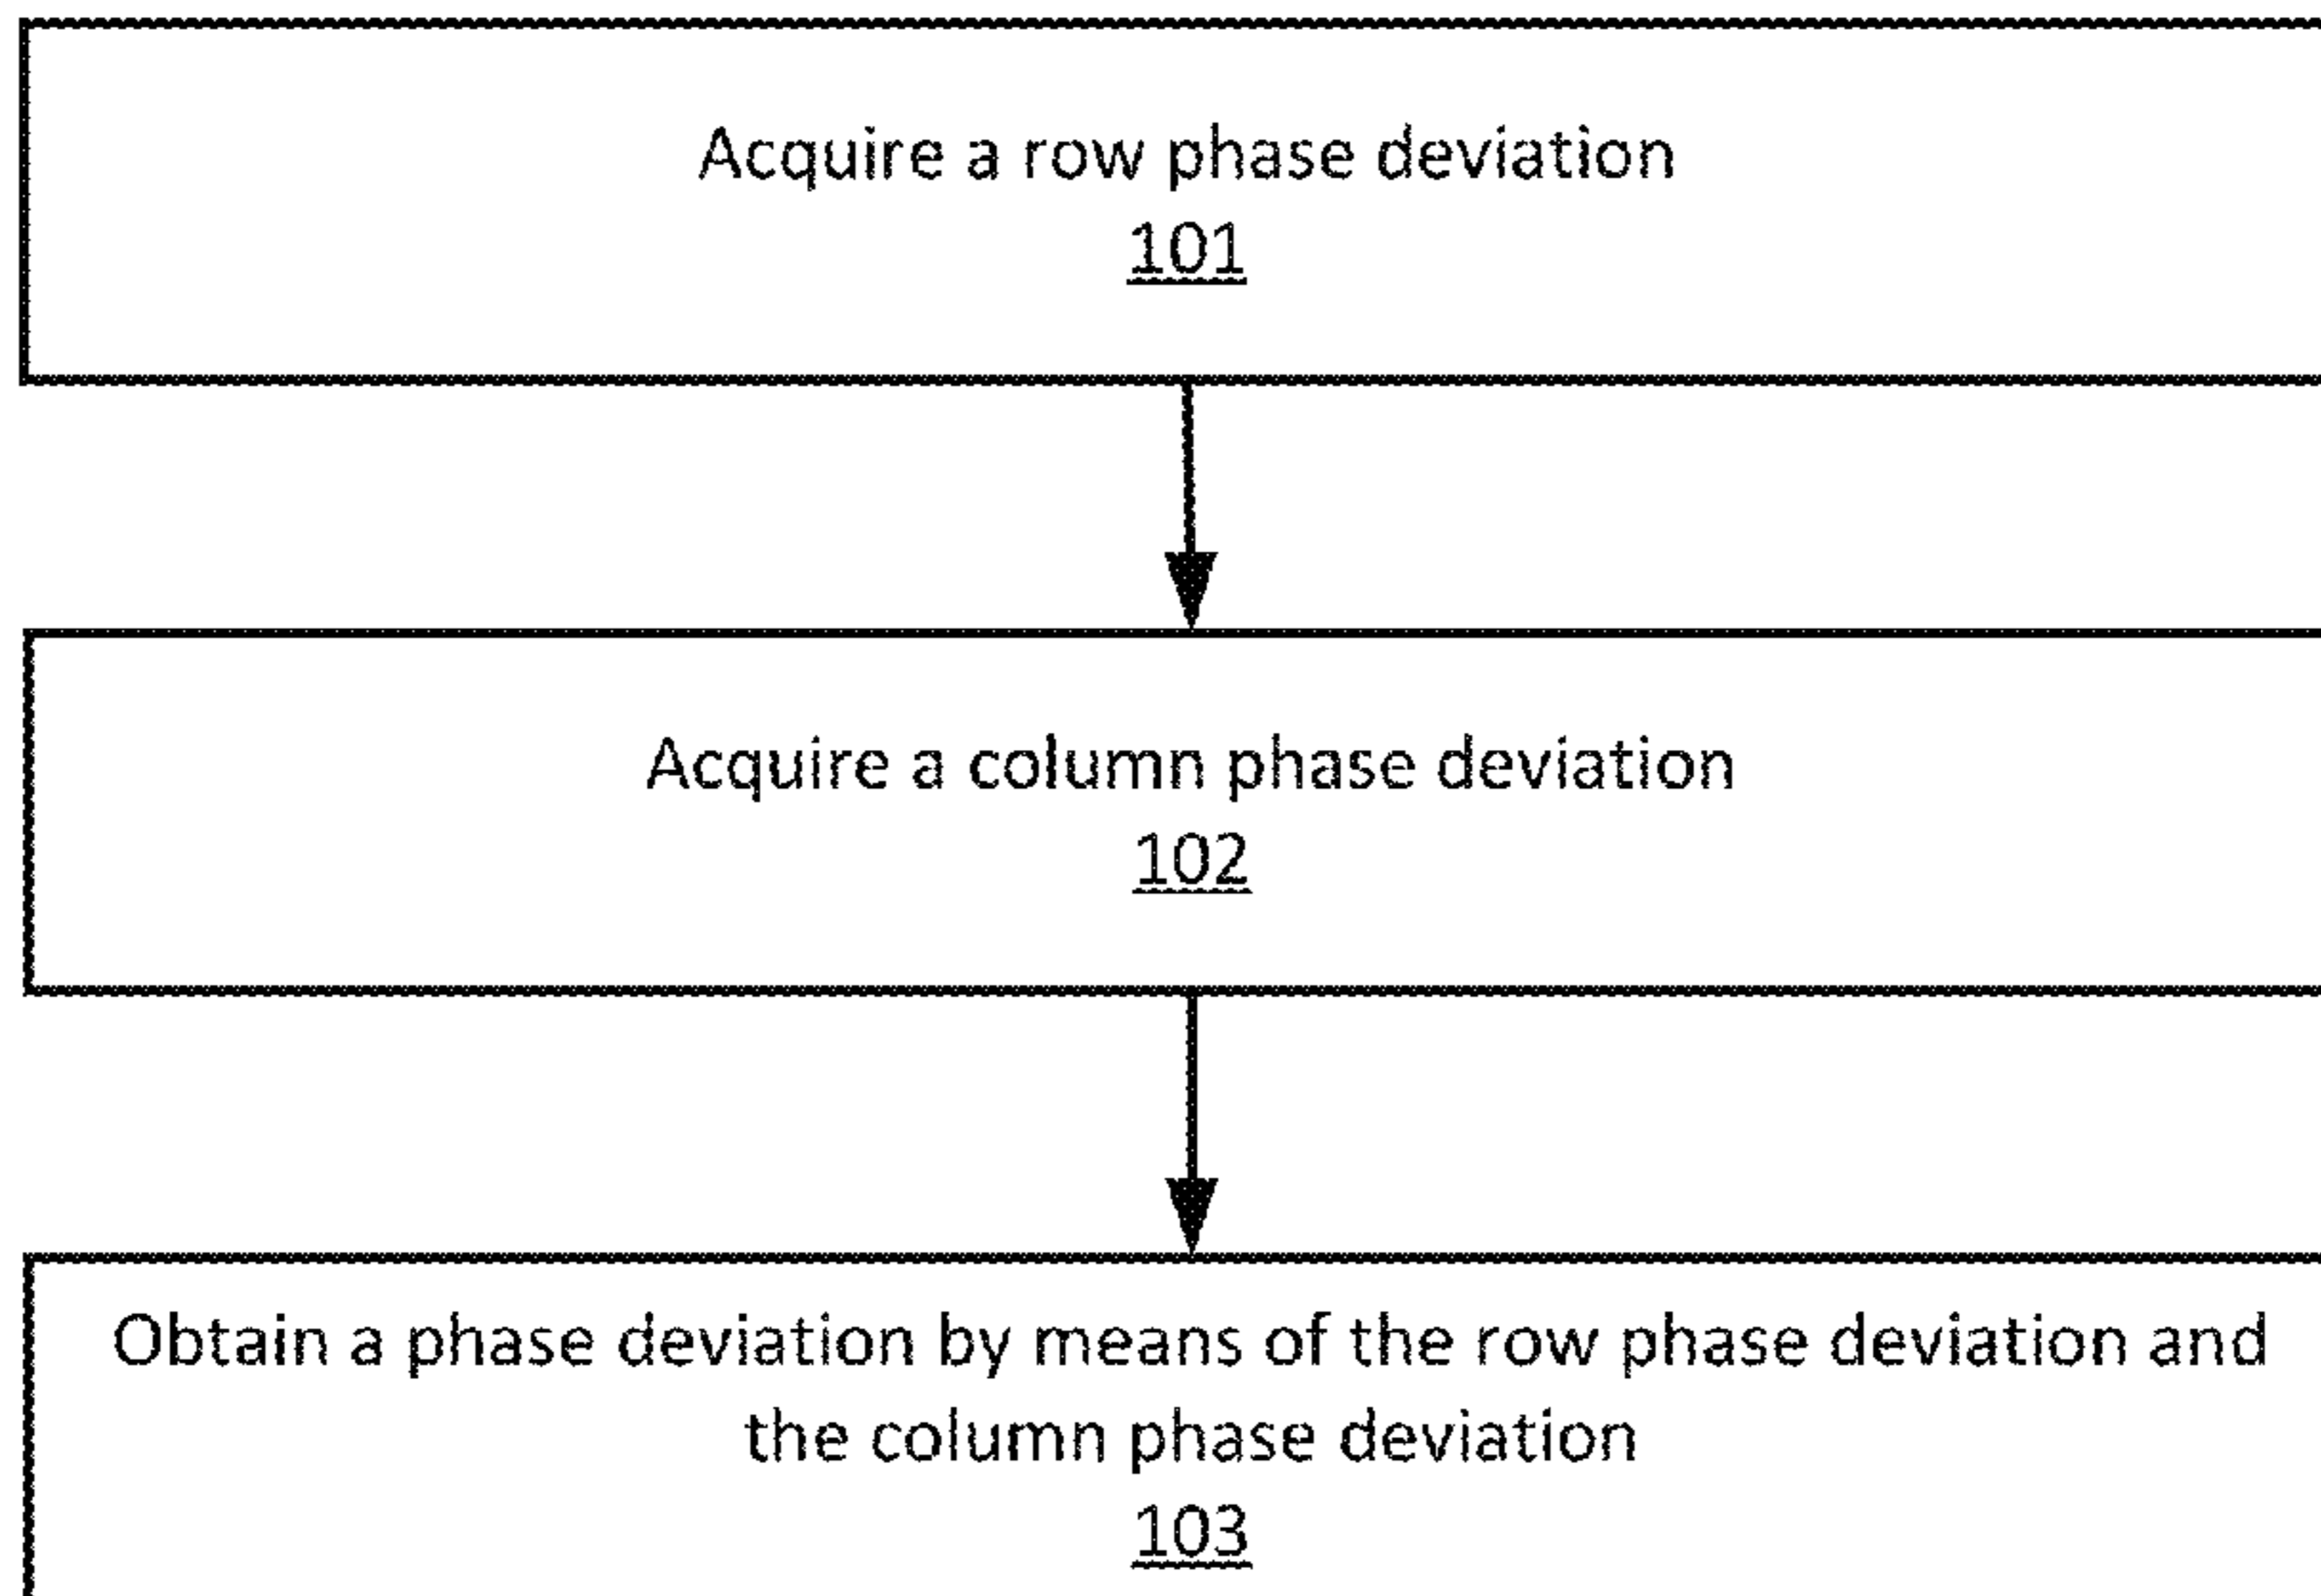 Acquire a row phase deviation
101
Acquire a column phase deviation
102
Obtain a phase deviation by means of the row phase deviation and
the column phase deviation
103